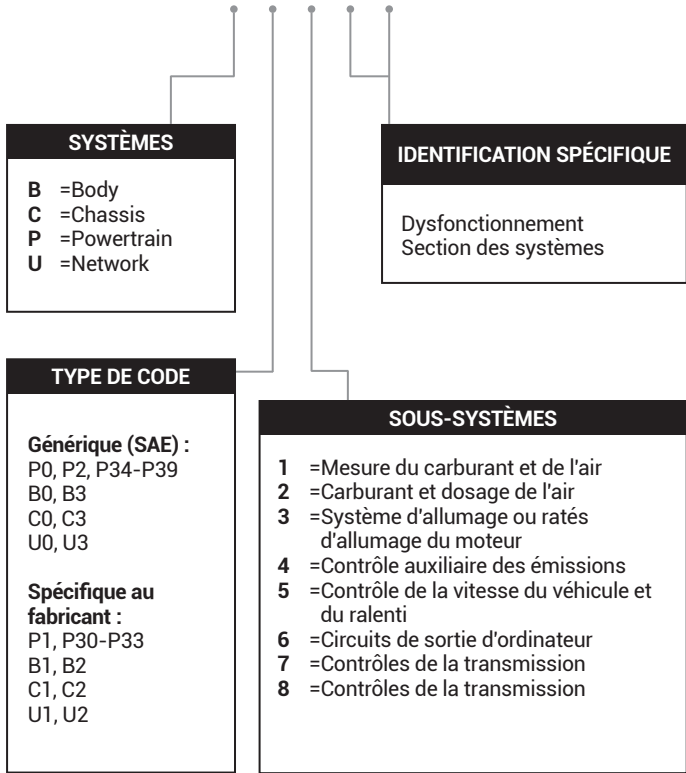 SYSTÈMES
B =Body
C =Chassis
P =Powertrain
U =Network
IDENTIFICATION SPÉCIFIQUE
Dysfonctionnement
Section des systèmes
TYPE DE CODE
Générique (SAE) :
P0, P2, P34-P39
B0, B3
C0, C3
U0, U3
Spécifique au
fabricant :
P1, P30-P33
B1, B2
C1, C2
U1, U2
SOUS-SYSTÈMES
1 =Mesure du carburant et de l'air
2 =Carburant et dosage de l'air
3 =Système d'allumage ou ratés
d'allumage du moteur
4 =Contrôle auxiliaire des émissions
5 =Contrôle de la vitesse du véhicule et
du ralenti
6 =Circuits de sortie d'ordinateur
7 =Contrôles de la transmission
8 =Contrôles de la transmission